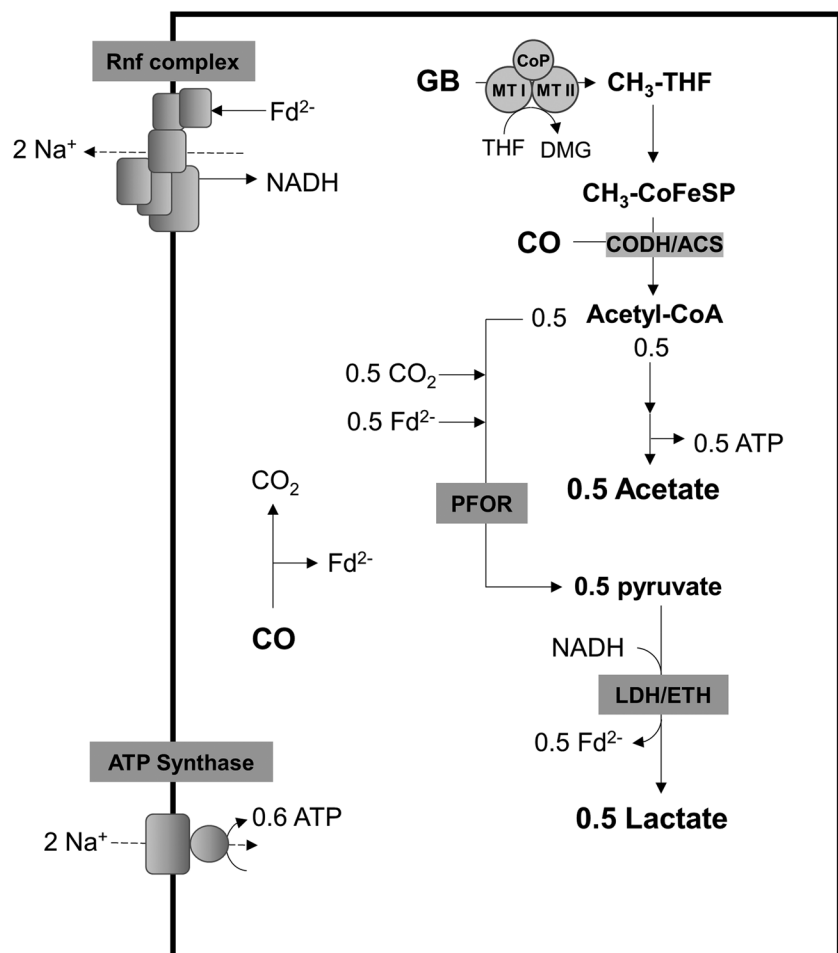 Rnf complex
Fd²⁻
2 Na⁺
NADH
GB
CoP
MT I
MT II
CH₃-THF
THF
DMG
CH₃-CoFeSP
CO
CODH/ACS
0.5
Acetyl-CoA
0.5
0.5 CO₂
0.5 Fd²⁻
0.5 ATP
0.5 Acetate
PFOR
CO₂
Fd²⁻
CO
0.5 pyruvate
NADH
LDH/ETH
0.5 Fd²⁻
0.5 Lactate
ATP Synthase
0.6 ATP
2 Na⁺